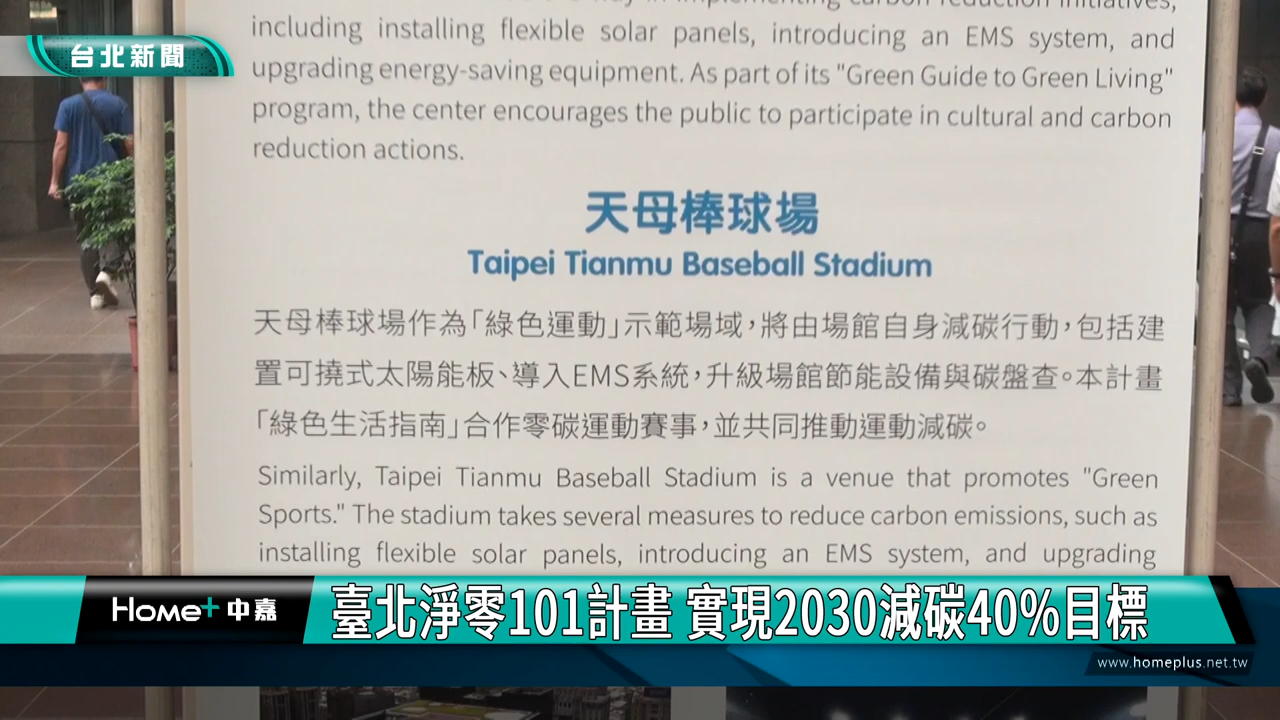 including installing flexible solar panels, introducing an EMS system, and
台北新聞
upgrading energy-saving equipment. As part of its "Green Guide to Green Living"
program, the center encourages the public to participate in cultural and carbon
reduction actions.
天母棒球場
Taipei Tianmu Baseball Stadium
天母棒球場作為「綠色運動」示範場域，將由場館自身減碳行動，包括建
置可撓式太陽能板、導入EMS系統，升級場館節能設備與碳盤查。本計畫
「綠色生活指南」合作零碳運動賽事，並共同推動運動減碳。
Similarly, Taipei Tianmu Baseball Stadium is a venue that promotes "Green
Sports." The stadium takes several measures to reduce carbon emissions, such as
installing flexible solar panels, introducing an EMS system, and upgrading
Home+ 中嘉
臺北淨零101計畫 實現2030減碳40%目標
www.homeplus.net.tw